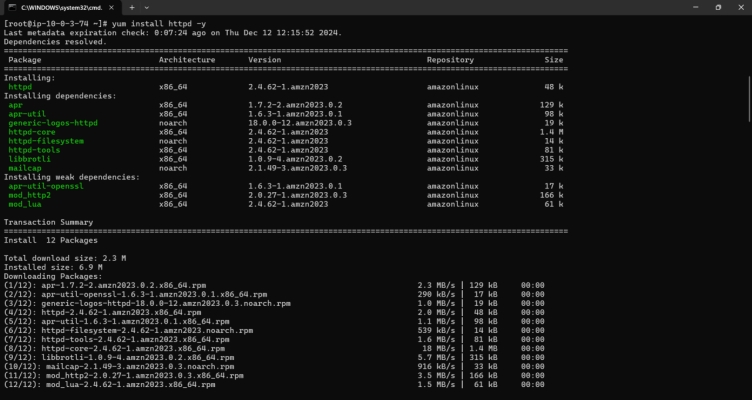 C:\WINDOWS\system32\cmd.
[root@ip-10-0-3-74 ~]# yum install httpd -y
Last metadata expiration check: 0:07:24 ago on Thu Dec 12 12:15:52 2024.
Dependencies resolved.
Package Architecture Version Repository Size
Installing:
httpd x86_64 2.4.62-1.amzn2023 amazonlinux 48 k
Installing dependencies:
apr x86_64 1.7.2-2.amzn2023.0.2 amazonlinux 129 k
apr-util x86_64 1.6.3-1.amzn2023.0.1 amazonlinux 98 k
generic-logos-httpd noarch 18.0.0-12.amzn2023.0.3 amazonlinux 19 k
httpd-core x86_64 2.4.62-1.amzn2023 amazonlinux 1.4 M
httpd-filesystem noarch 2.4.62-1.amzn2023 amazonlinux 14 k
httpd-tools x86_64 2.4.62-1.amzn2023 amazonlinux 81 k
libbrotli x86_64 1.0.9-4.amzn2023.0.2 amazonlinux 315 k
mailcap noarch 2.1.49-3.amzn2023.0.3 amazonlinux 33 k
Installing weak dependencies:
apr-util-openssl x86_64 1.6.3-1.amzn2023.0.1 amazonlinux 17 k
mod_http2 x86_64 2.0.27-1.amzn2023.0.3 amazonlinux 166 k
mod_lua x86_64 2.4.62-1.amzn2023 amazonlinux 61 k
Transaction Summary
Install 12 Packages
Total download size: 2.3 M
Installed size: 6.9 M
Downloading Packages:
(1/12): apr-1.7.2-2.amzn2023.0.2.x86_64.rpm 2.3 MB/s | 129 kB 00:00
(2/12): apr-util-openssl-1.6.3-1.amzn2023.0.1.x86_64.rpm 290 kB/s | 17 kB 00:00
(3/12): generic-logos-httpd-18.0.0-12.amzn2023.0.3.noarch.rpm 1.0 MB/s | 19 kB 00:00
(4/12): httpd-2.4.62-1.amzn2023.x86_64.rpm 2.0 MB/s | 48 kB 00:00
(5/12): apr-util-1.6.3-1.amzn2023.0.1.x86_64.rpm 1.1 MB/s | 98 kB 00:00
(6/12): httpd-filesystem-2.4.62-1.amzn2023.noarch.rpm 539 kB/s | 14 kB 00:00
(7/12): httpd-tools-2.4.62-1.amzn2023.x86_64.rpm 1.6 MB/s | 81 kB 00:00
(8/12): httpd-core-2.4.62-1.amzn2023.x86_64.rpm 18 MB/s | 1.4 MB 00:00
(9/12): libbrotli-1.0.9-4.amzn2023.0.2.x86_64.rpm 5.7 MB/s | 315 kB 00:00
(10/12): mailcap-2.1.49-3.amzn2023.0.3.noarch.rpm 916 kB/s | 33 kB 00:00
(11/12): mod_http2-2.0.27-1.amzn2023.0.3.x86_64.rpm 3.5 MB/s | 166 kB 00:00
(12/12): mod_lua-2.4.62-1.amzn2023.x86_64.rpm 1.5 MB/s | 61 kB 00:00